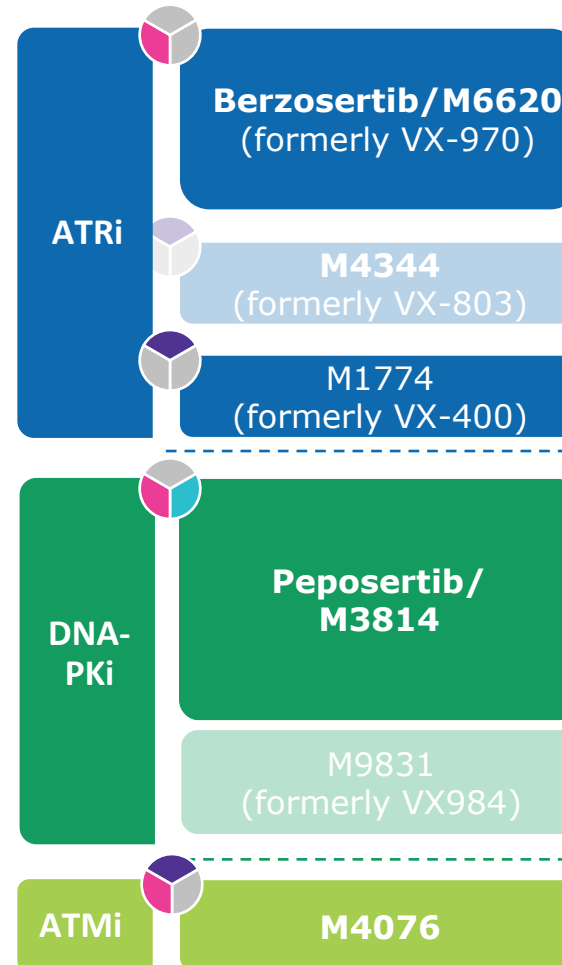 ATRi
Berzosertib/M6620
(formerly VX-970)
M4344
(formerly VX-803)
M1774
(formerly VX-400)
DNA-
PKi
Peposertib/
M3814
M9831
(formerly VX984)
ATMi
M4076